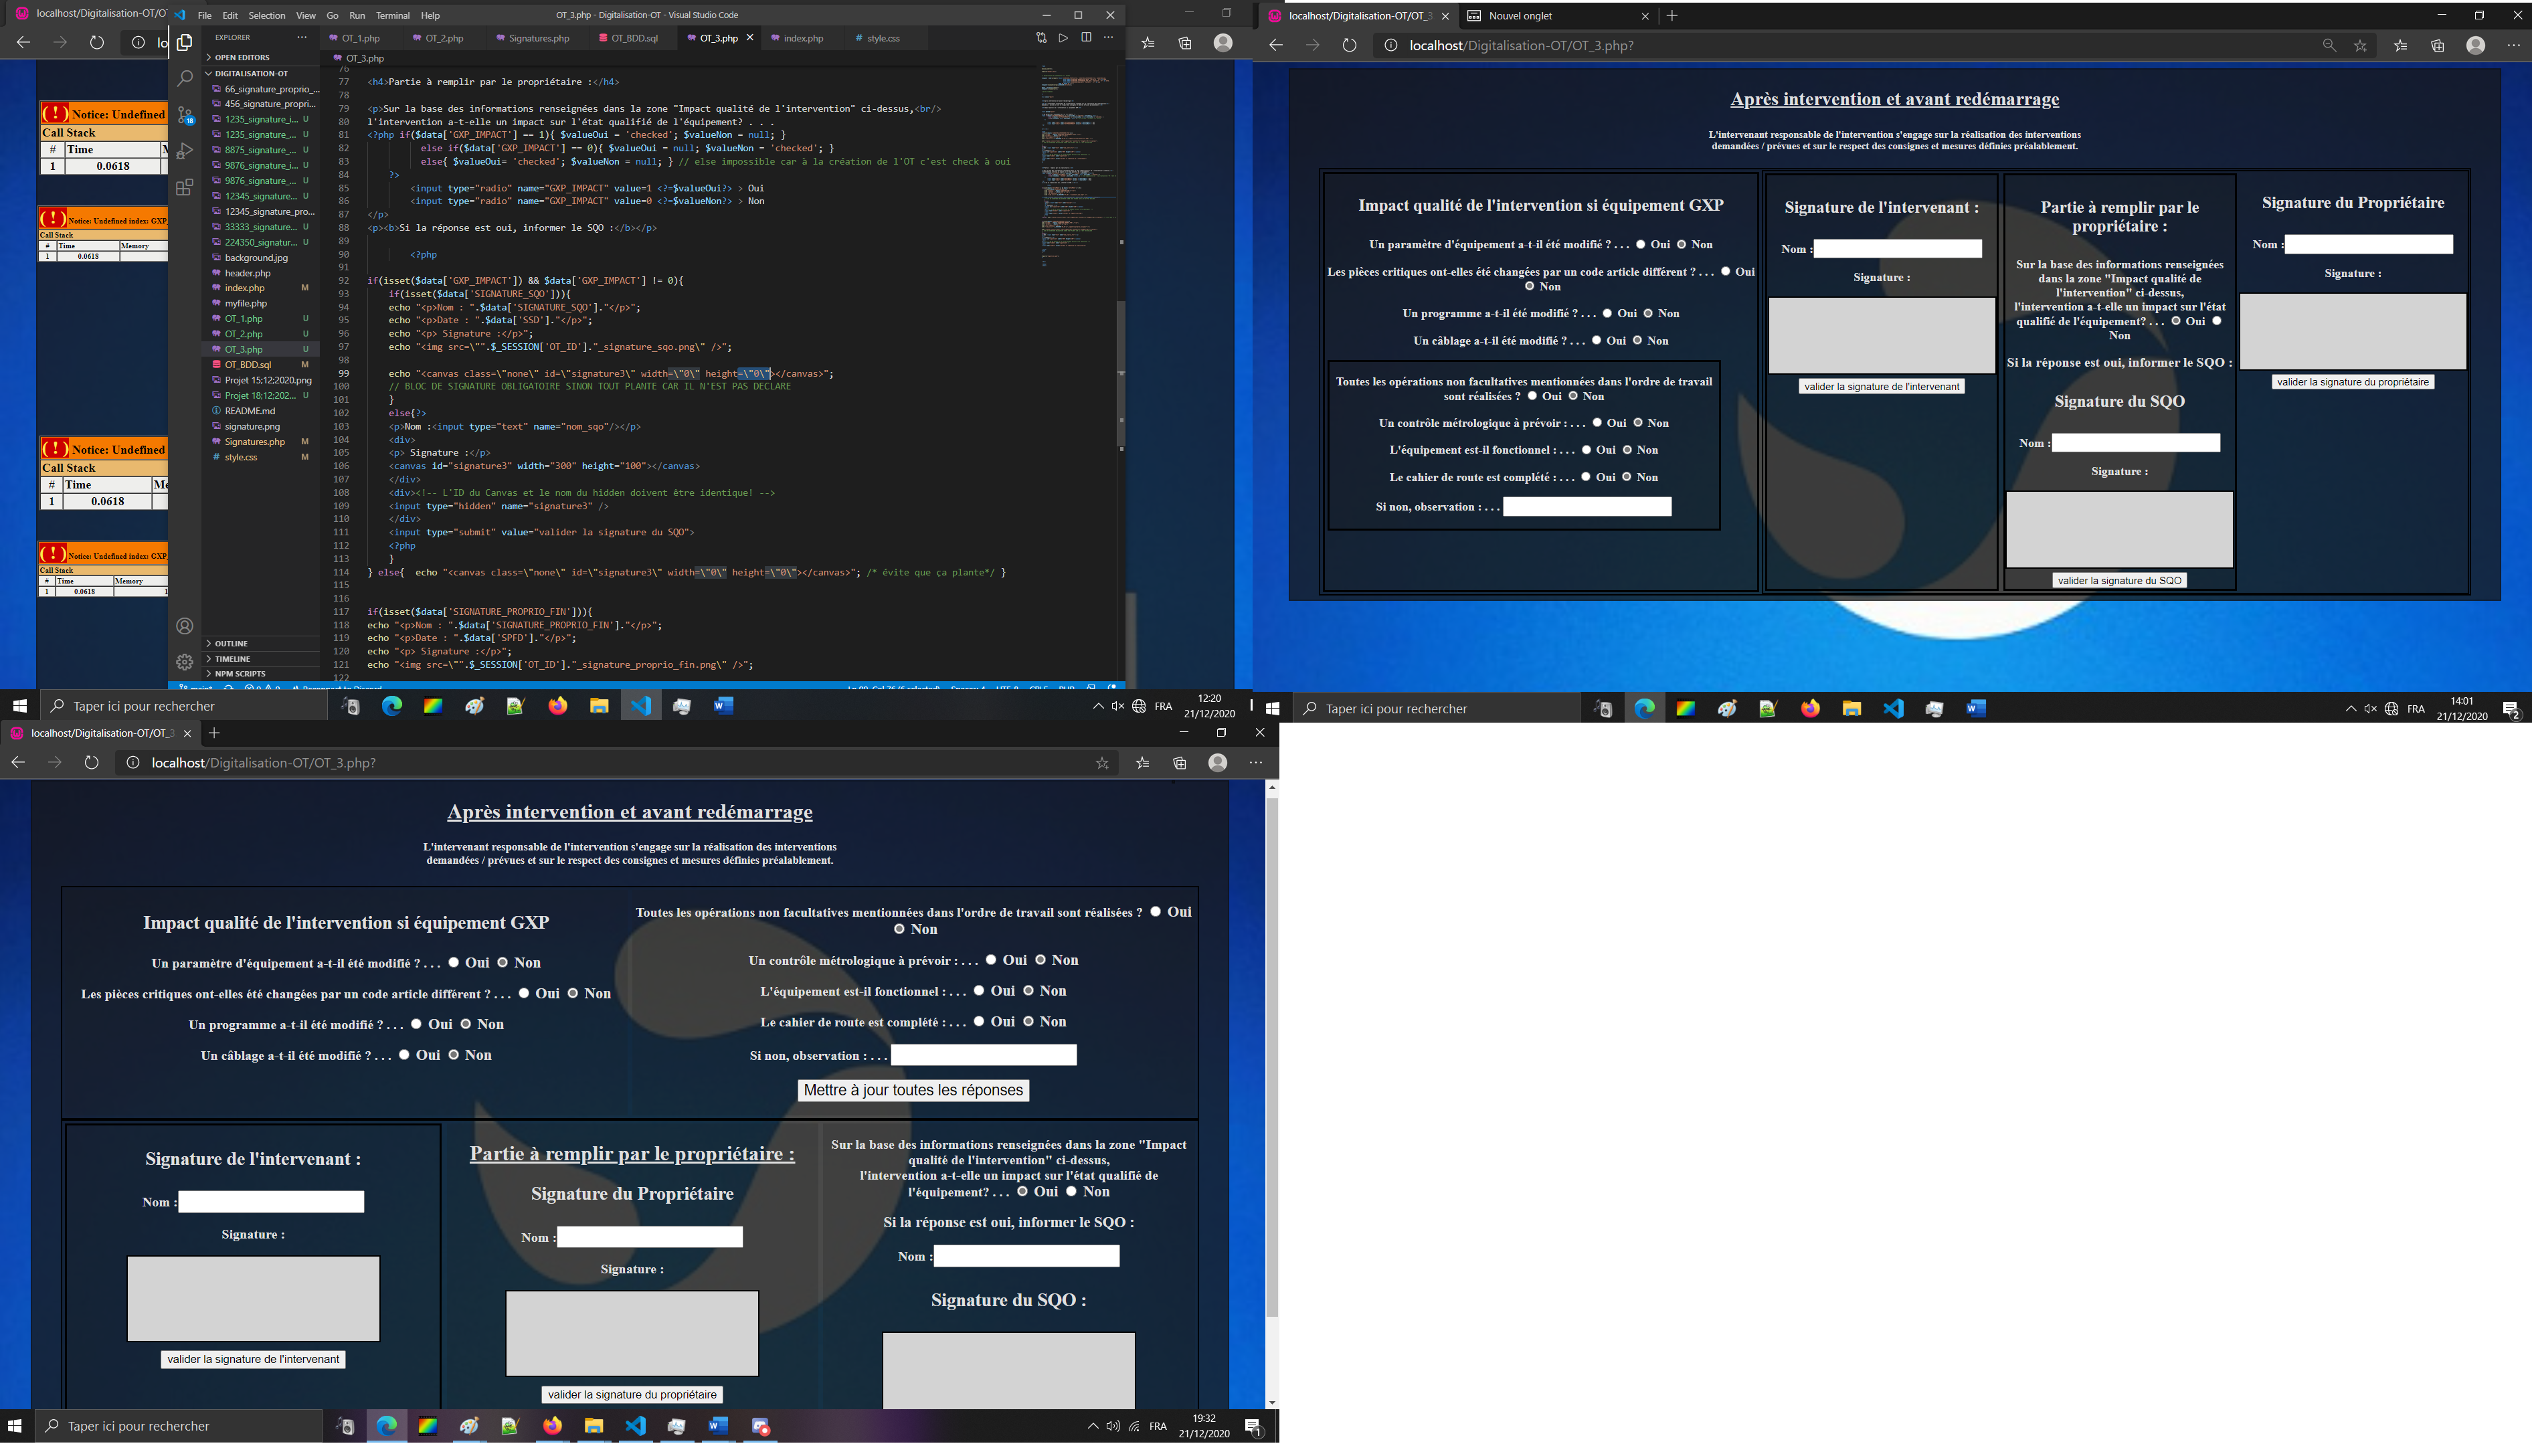 localhost/Digitalisation-OT/OT
File Edit Selection View Go Run Terminal Help
OT_3.php - Digitalisation-OT - Visual Studio Code
EXPLORER
OPEN EDITORS
DIGITALISATION-OT
66_signature_proprio_...
456_signature_propri...
1235_signature_i... U
1235_signature_... U
8875_signature_... U
9876_signature_i... U
9876_signature_... U
12345_signature... U
12345_signature_pro...
33333_signature... U
224350_signatur... U
background.jpg
header.php
index.php M
myfile.php
OT_1.php U
OT_2.php U
OT_3.php U
OT_BDD.sql M
Projet 15;12;2020.png
Projet 18;12;202... U
README.md
signature.png
Signatures.php M
style.css M
OUTLINE
TIMELINE
NPM SCRIPTS
( ! ) Notice: Undefined
Call Stack
# Time
1 0.0618
( ! ) Notice: Undefined index: GXP_
Call Stack
# Time Memory
1 0.0618
( ! ) Notice: Undefined
Call Stack
# Time
1 0.0618
( ! ) Notice: Undefined index: GXP_
Call Stack
# Time Memory
1 0.0618
OT_1.php OT_2.php Signatures.php OT_BDD.sql OT_3.php index.php style.css
OT_3.php
76
77 <h4>Partie à remplir par le propriétaire :</h4>
78
79 <p>Sur la base des informations renseignées dans la zone "Impact qualité de l'intervention" ci-dessus,<br/>
80 l'intervention a-t-elle un impact sur l'état qualifié de l'équipement? . . .
81 <?php if($data['GXP_IMPACT'] == 1){ $valueOui = 'checked'; $valueNon = null; }
82 else if($data['GXP_IMPACT'] == 0){ $valueOui = null; $valueNon = 'checked'; }
83 else{ $valueOui= 'checked'; $valueNon = null; } // else impossible car à la création de l'OT c'est check à oui
84 ?>
85 <input type="radio" name="GXP_IMPACT" value=1 <?=$valueOui?> > Oui
86 <input type="radio" name="GXP_IMPACT" value=0 <?=$valueNon?> > Non
87 </p>
88 <p><b>Si la réponse est oui, informer le SQO :</b></p>
89
90 <?php
91
92 if(isset($data['GXP_IMPACT']) && $data['GXP_IMPACT'] != 0){
93 if(isset($data['SIGNATURE_SQO'])){
94 echo "<p>Nom : ".$data['SIGNATURE_SQO']."</p>";
95 echo "<p>Date : ".$data['SSD']."</p>";
96 echo "<p> Signature :</p>";
97 echo "<img src=\"".$_SESSION['OT_ID']."_signature_sqo.png\" />";
98
99 echo "<canvas class=\"none\" id=\"signature3\" width=\"0\" height=\"0\"></canvas>";
100 // BLOC DE SIGNATURE OBLIGATOIRE SINON TOUT PLANTE CAR IL N'EST PAS DECLARE
101 }
102 else{?>
103 <p>Nom :<input type="text" name="nom_sqo"/></p>
104 <div>
105 <p> Signature :</p>
106 <canvas id="signature3" width="300" height="100"></canvas>
107 </div>
108 <div><!-- L'ID du Canvas et le nom du hidden doivent être identique! -->
109 <input type="hidden" name="signature3" />
110 </div>
111 <input type="submit" value="valider la signature du SQO">
112 <?php
113 }
114 } else{ echo "<canvas class=\"none\" id=\"signature3\" width=\"0\" height=\"0\"></canvas>"; /* évite que ça plante*/ }
115
116
117 if(isset($data['SIGNATURE_PROPRIO_FIN'])){
118 echo "<p>Nom : ".$data['SIGNATURE_PROPRIO_FIN']."</p>";
119 echo "<p>Date : ".$data['SPFD']."</p>";
120 echo "<p> Signature :</p>";
121 echo "<img src=\"".$_SESSION['OT_ID']."_signature_proprio_fin.png\" />";
122
Taper ici pour rechercher
FRA
12:20
21/12/2020
localhost/Digitalisation-OT/OT_3 Nouvel onglet
localhost/Digitalisation-OT/OT_3.php?
Après intervention et avant redémarrage
L'intervenant responsable de l'intervention s'engage sur la réalisation des interventions
demandées / prévues et sur le respect des consignes et mesures définies préalablement.
Impact qualité de l'intervention si équipement GXP
Un paramètre d'équipement a-t-il été modifié ? . . . Oui Non
Les pièces critiques ont-elles été changées par un code article différent ? . . . Oui
Non
Un programme a-t-il été modifié ? . . . Oui Non
Un câblage a-t-il été modifié ? . . . Oui Non
Toutes les opérations non facultatives mentionnées dans l'ordre de travail
sont réalisées ? Oui Non
Un contrôle métrologique à prévoir : . . . Oui Non
L'équipement est-il fonctionnel : . . . Oui Non
Le cahier de route est complété : . . . Oui Non
Si non, observation : . . .
Signature de l'intervenant :
Nom :
Signature :
valider la signature de l'intervenant
Partie à remplir par le
propriétaire :
Sur la base des informations renseignées
dans la zone "Impact qualité de
l'intervention" ci-dessus,
l'intervention a-t-elle un impact sur l'état
qualifié de l'équipement? . . . Oui
Non
Si la réponse est oui, informer le SQO :
Signature du SQO
Nom :
Signature :
valider la signature du SQO
Signature du Propriétaire
Nom :
Signature :
valider la signature du propriétaire
Taper ici pour rechercher
FRA
14:01
21/12/2020
2
localhost/Digitalisation-OT/OT_3
localhost/Digitalisation-OT/OT_3.php?
Après intervention et avant redémarrage
L'intervenant responsable de l'intervention s'engage sur la réalisation des interventions
demandées / prévues et sur le respect des consignes et mesures définies préalablement.
Impact qualité de l'intervention si équipement GXP
Un paramètre d'équipement a-t-il été modifié ? . . . Oui Non
Les pièces critiques ont-elles été changées par un code article différent ? . . . Oui Non
Un programme a-t-il été modifié ? . . . Oui Non
Un câblage a-t-il été modifié ? . . . Oui Non
Toutes les opérations non facultatives mentionnées dans l'ordre de travail sont réalisées ? Oui
Non
Un contrôle métrologique à prévoir : . . . Oui Non
L'équipement est-il fonctionnel : . . . Oui Non
Le cahier de route est complété : . . . Oui Non
Si non, observation : . . .
Mettre à jour toutes les réponses
Signature de l'intervenant :
Nom :
Signature :
valider la signature de l'intervenant
Partie à remplir par le propriétaire :
Signature du Propriétaire
Nom :
Signature :
valider la signature du propriétaire
Sur la base des informations renseignées dans la zone "Impact
qualité de l'intervention" ci-dessus,
l'intervention a-t-elle un impact sur l'état qualifié de
l'équipement? . . . Oui Non
Si la réponse est oui, informer le SQO :
Nom :
Signature du SQO :
Taper ici pour rechercher
FRA
19:32
21/12/2020
1